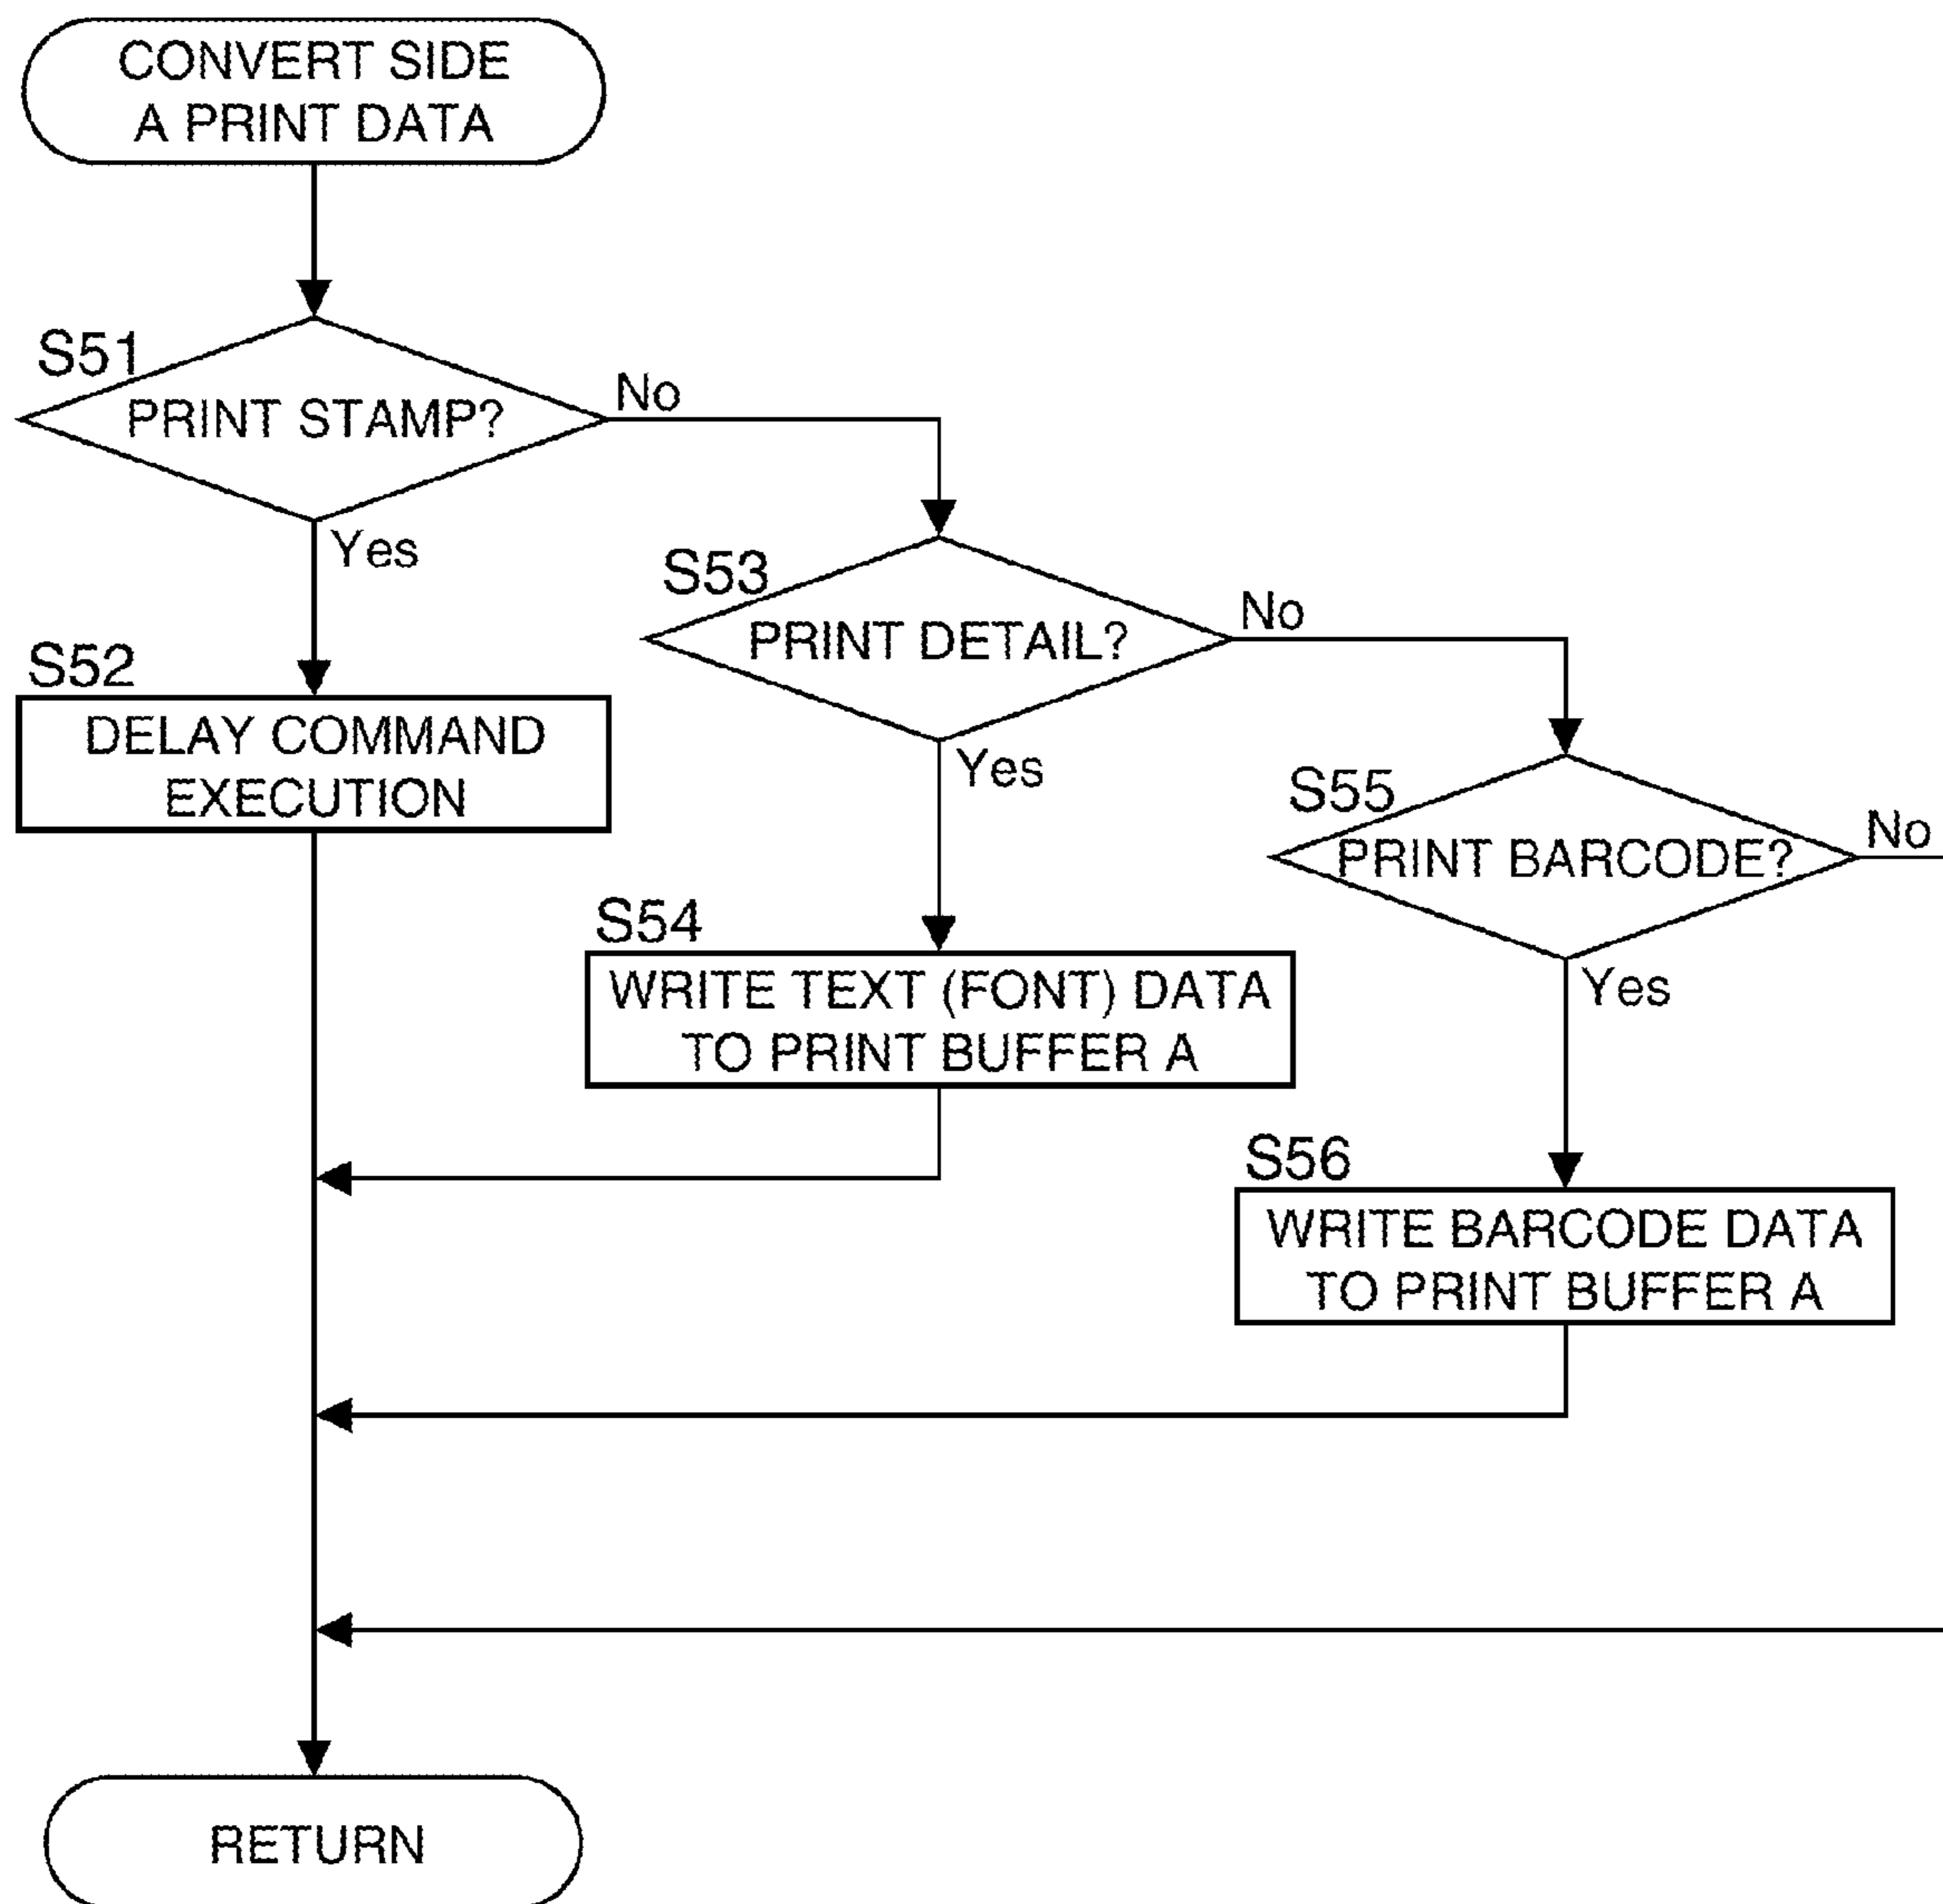 CONVERT SIDE
A PRINT DATA
S51
PRINT STAMP?
No
Yes
S52
DELAY COMMAND
EXECUTION
S53
PRINT DETAIL?
No
Yes
S54
WRITE TEXT (FONT) DATA
TO PRINT BUFFER A
S55
PRINT BARCODE?
No
Yes
S56
WRITE BARCODE DATA
TO PRINT BUFFER A
RETURN